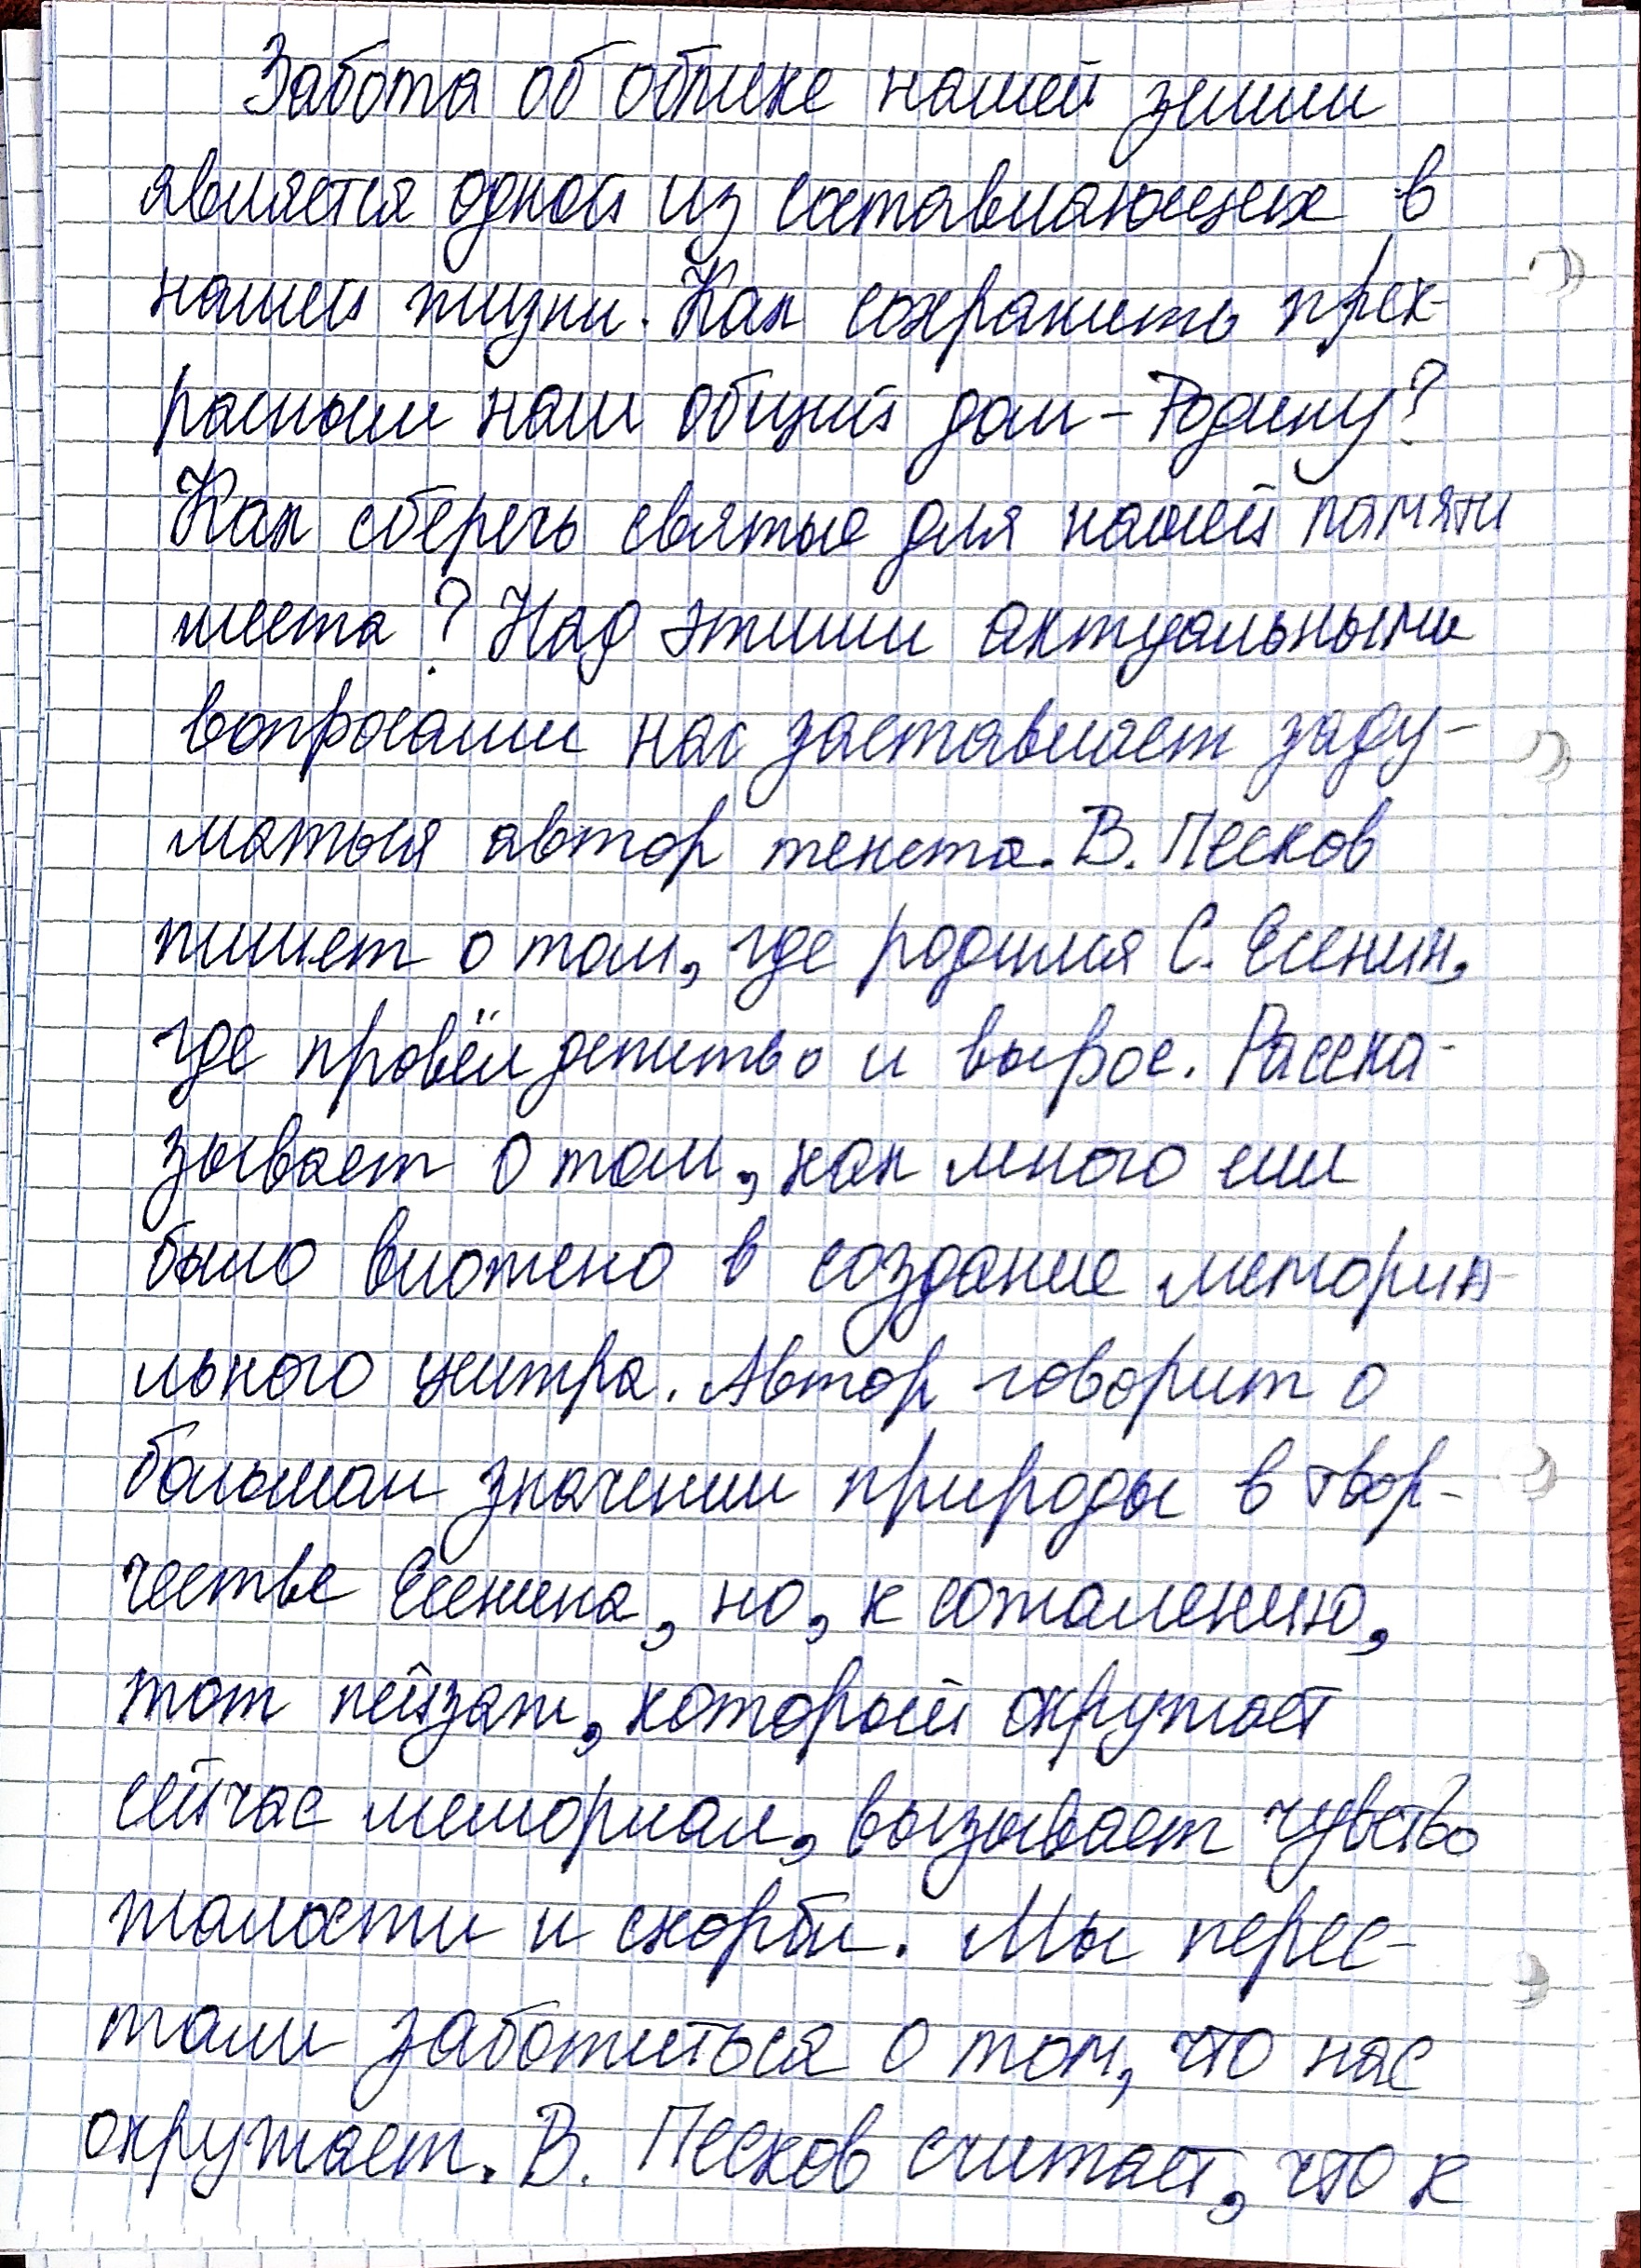 Забота об облике нашей земли
является одной из составляющих в
нашей жизни. Как сохранить прек-
расным наш общий дом – Родину?
Как сберечь святые для нашей памяти
места? Над этими актуальными
вопросами нас заставляет заду-
маться автор текста. В. Песков
пишет о том, где родился С. Есенин,
где провёл детство и вырос. Расска-
зывает о том, как много сил
было вложено в создание мемориа-
льного центра. Автор говорит о
большом значении природы в твор-
честве Есенина, но, к сожалению,
тот пейзаж, который окружает
сейчас мемориал, вызывает чувство
жалости и скорби. Мы перес-
тали заботиться о том, что нас
окружает. В. Песков считает, что к